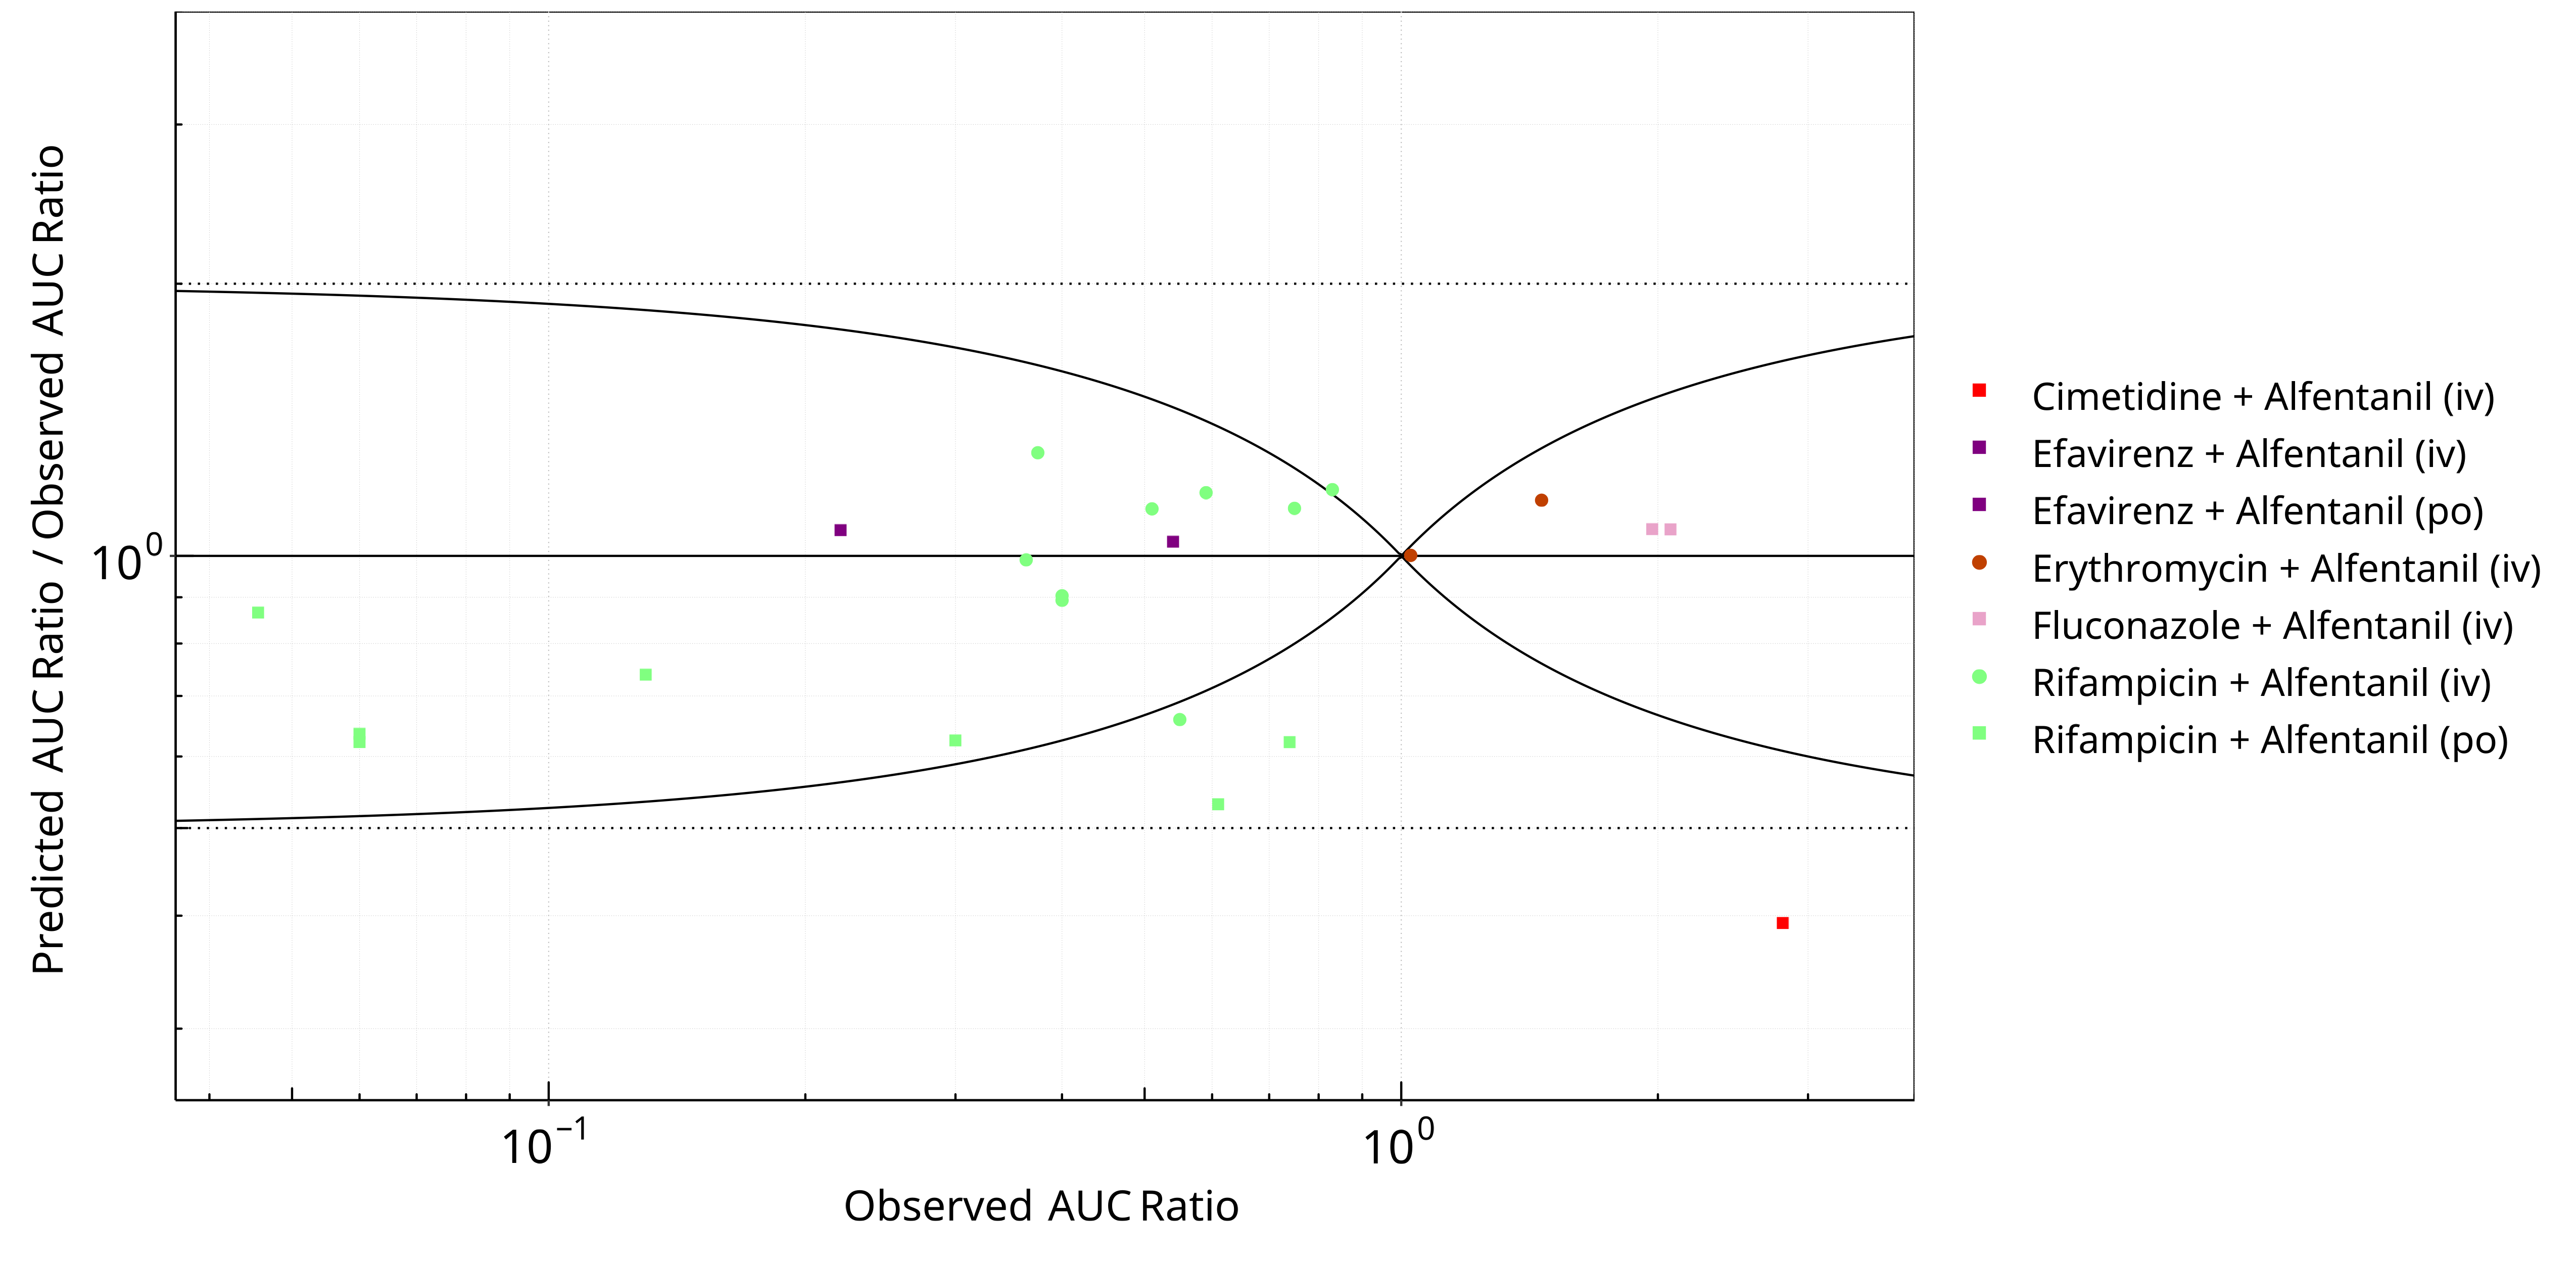 Predicted AUC Ratio / Observed AUC Ratio
10⁰
10⁻¹
10⁰
Observed AUC Ratio
Cimetidine + Alfentanil (iv)
Efavirenz + Alfentanil (iv)
Efavirenz + Alfentanil (po)
Erythromycin + Alfentanil (iv)
Fluconazole + Alfentanil (iv)
Rifampicin + Alfentanil (iv)
Rifampicin + Alfentanil (po)